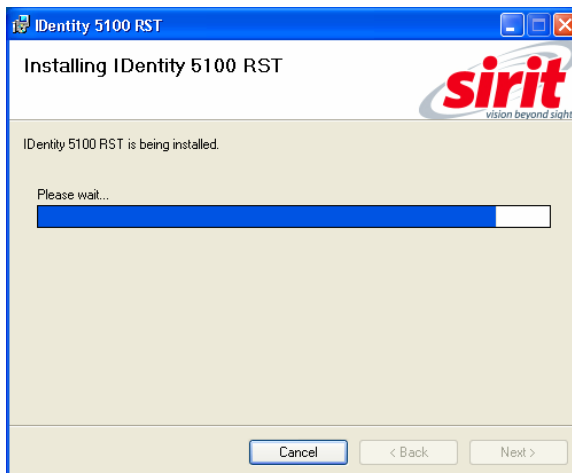 IDentity 5100 RST
Installing IDentity 5100 RST
sirit
vision beyond sight
IDentity 5100 RST is being installed.
Please wait...
Cancel
< Back
Next >